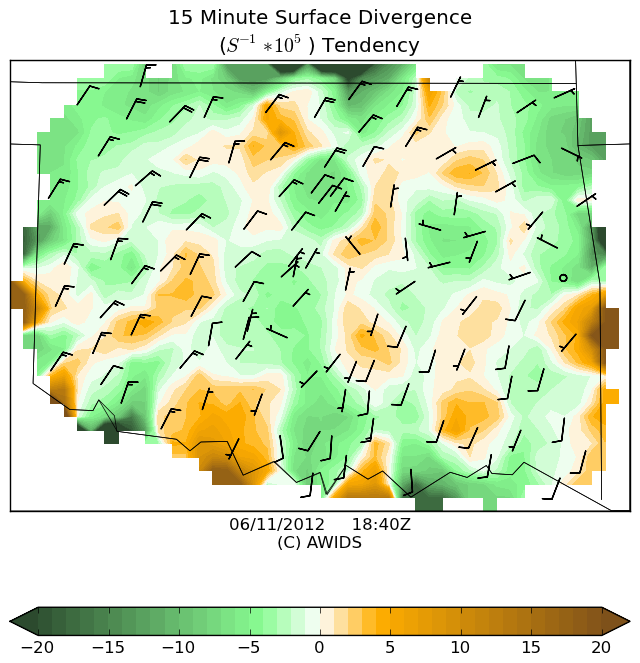 15 Minute Surface Divergence
(S⁻¹ * 10⁵ ) Tendency
06/11/2012 18:40Z
(C) AWIDS
−20 −15 −10 −5 0 5 10 15 20